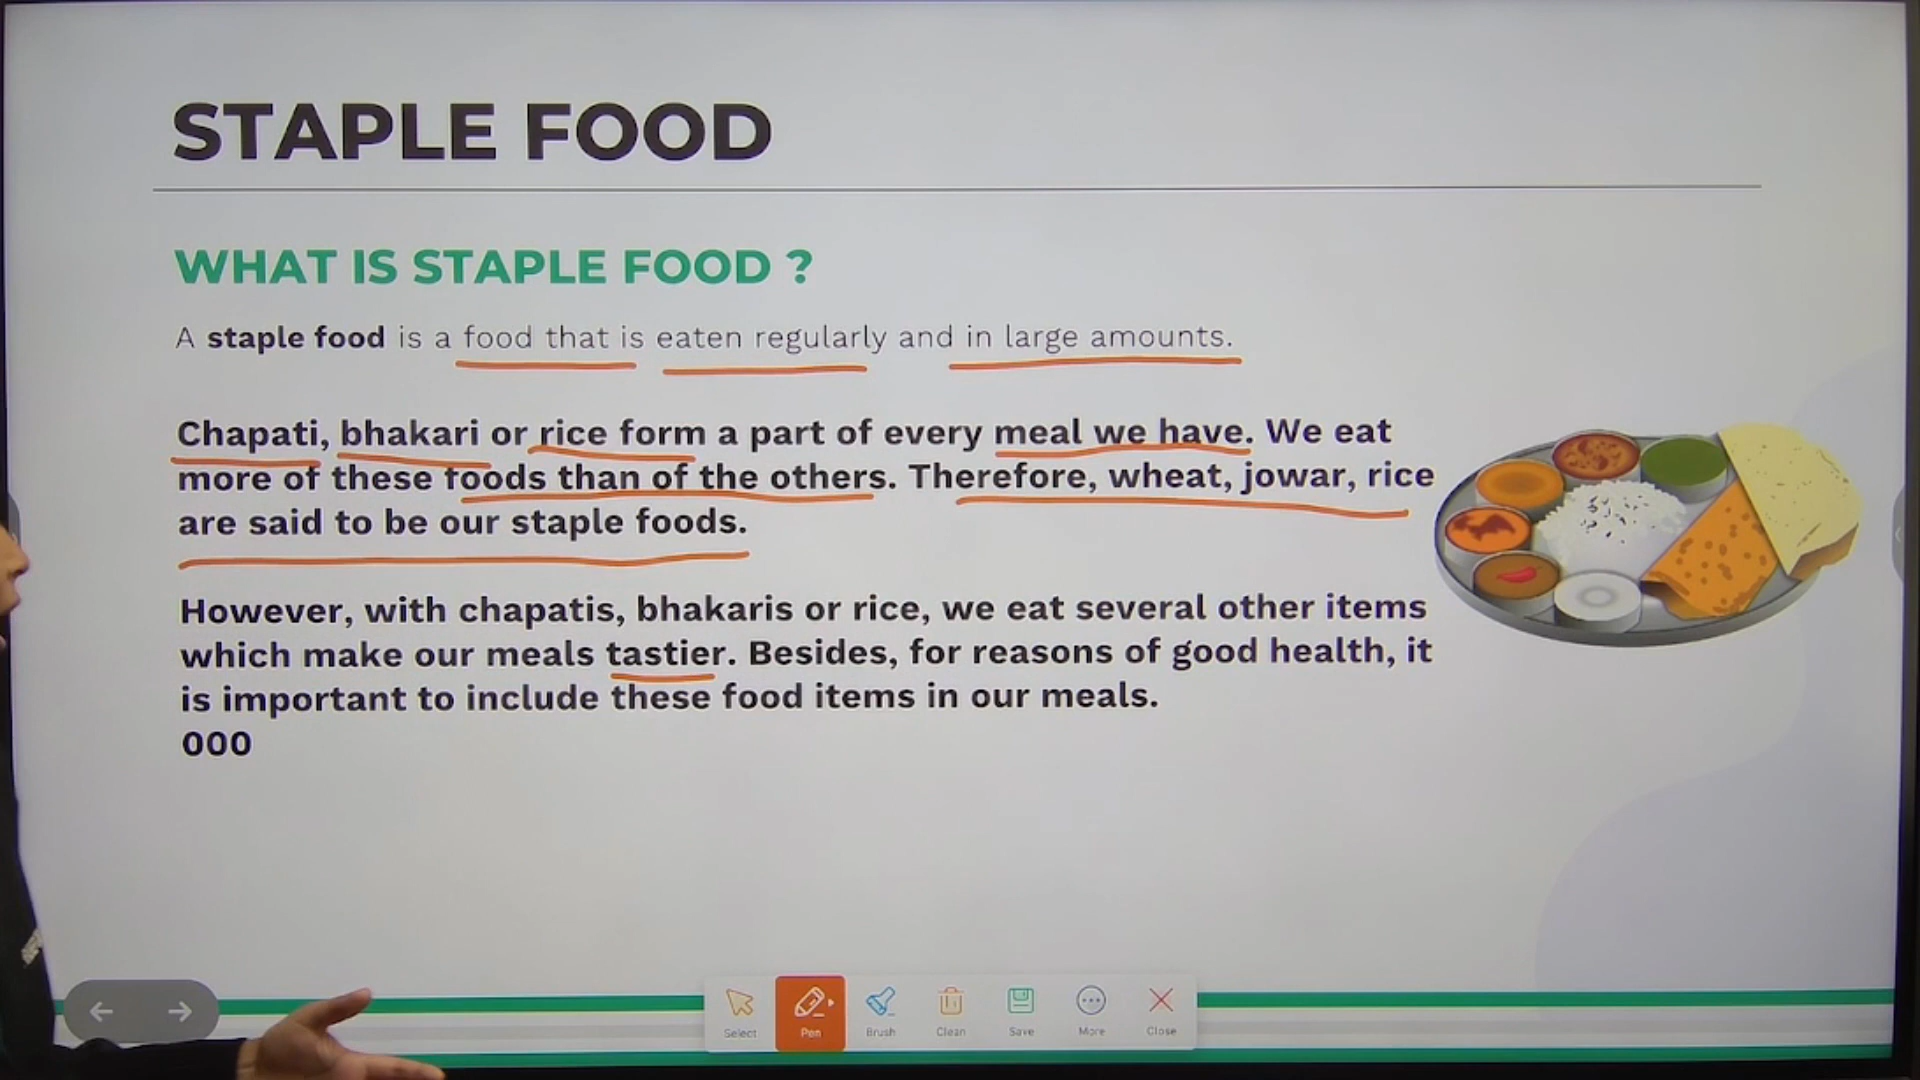 STAPLE FOOD
WHAT IS STAPLE FOOD ?
A staple food is a food that is eaten regularly and in large amounts.
Chapati, bhakari or rice form a part of every meal we have. We eat
more of these foods than of the others. Therefore, wheat, jowar, rice
are said to be our staple foods.
However, with chapatis, bhakaris or rice, we eat several other items
which make our meals tastier. Besides, for reasons of good health, it
is important to include these food items in our meals.
000
Select Pen Brush Clean Save More Close